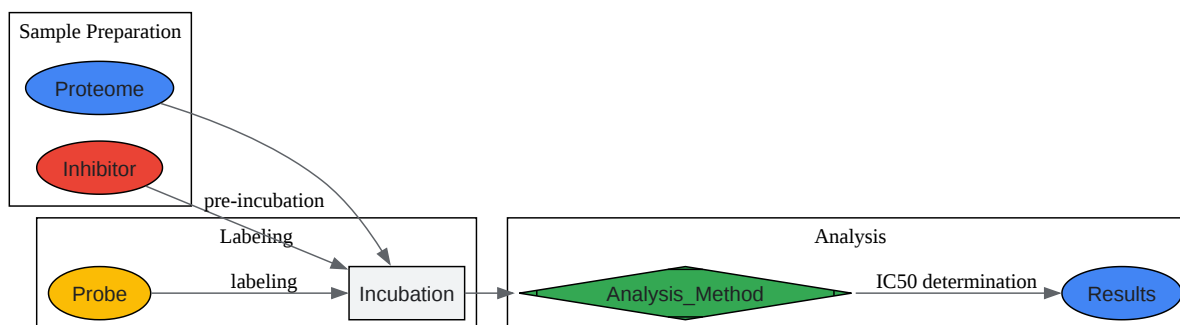 Sample Preparation
Proteome
Inhibitor
pre-incubation
Labeling
Probe
labeling
Incubation
Analysis
Analysis_Method
IC50 determination
Results